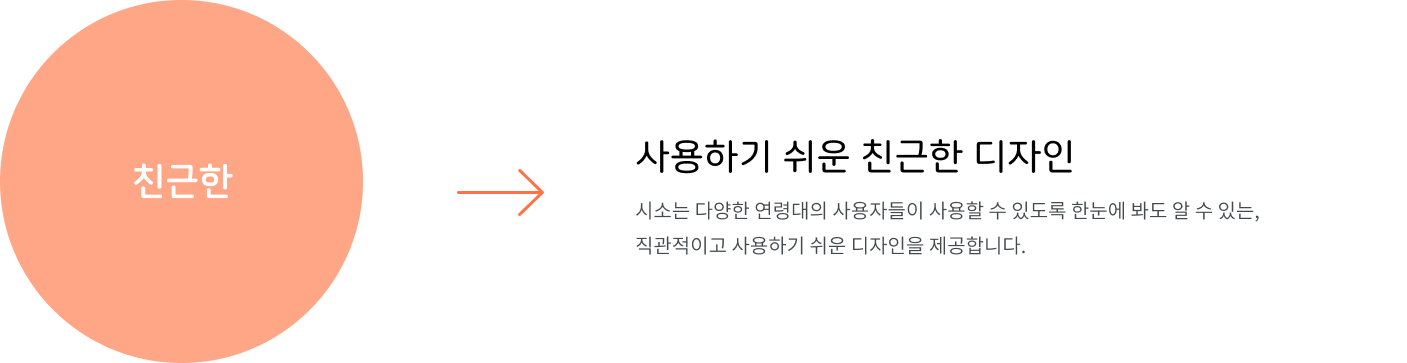 친근한
사용하기 쉬운 친근한 디자인
시소는 다양한 연령대의 사용자들이 사용할 수 있도록 한눈에 봐도 알 수 있는,
직관적이고 사용하기 쉬운 디자인을 제공합니다.